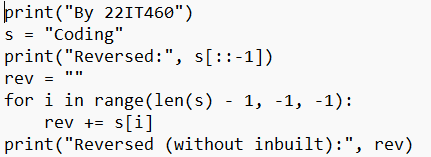 print("By 22IT460")
s = "Coding"
print("Reversed:", s[::-1])
rev = ""
for i in range(len(s) - 1, -1, -1):
    rev += s[i]
print("Reversed (without inbuilt):", rev)